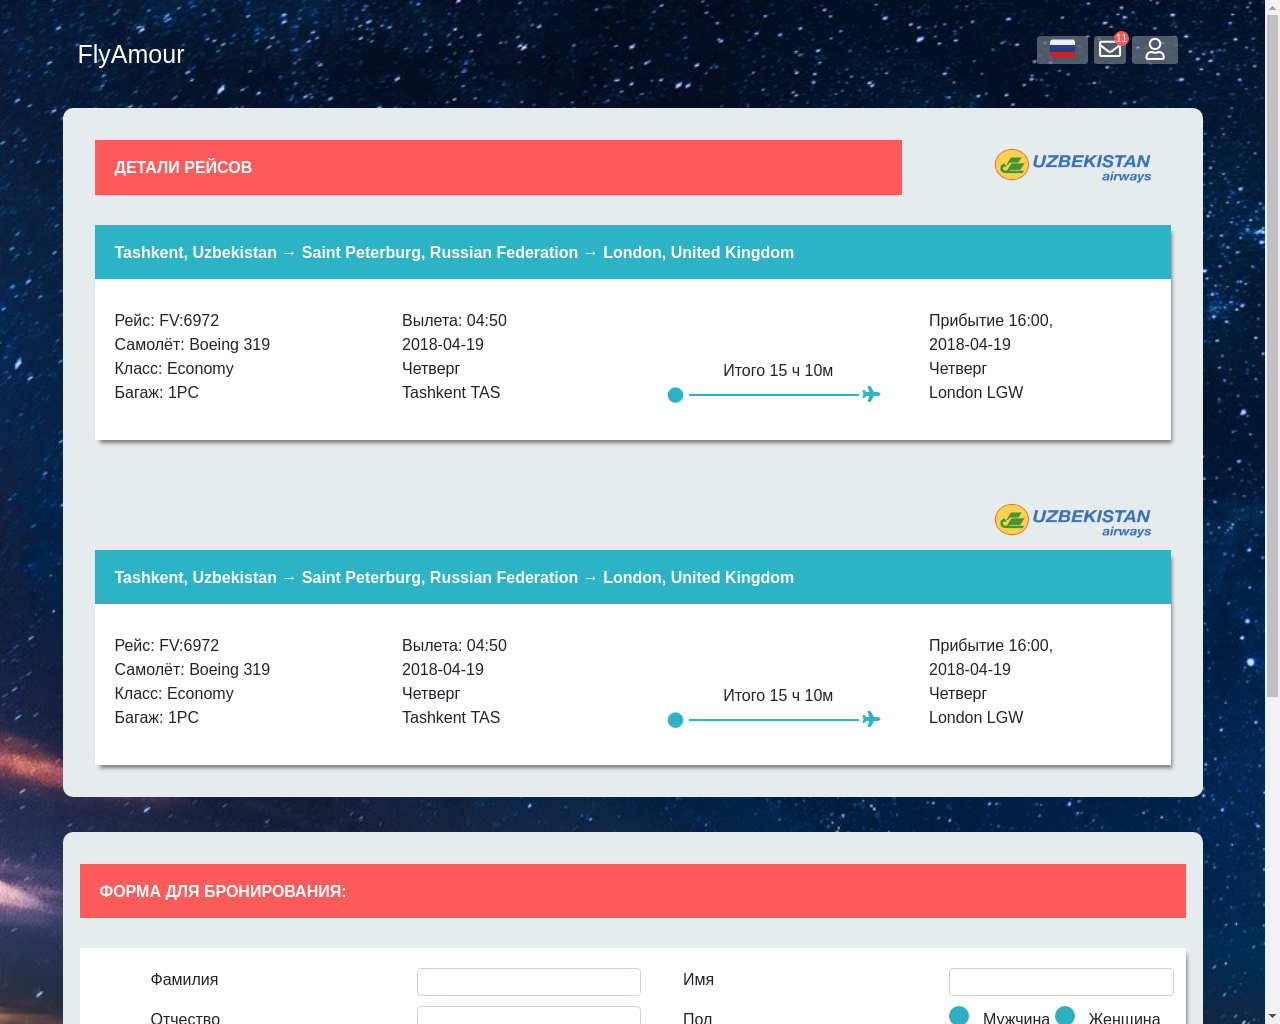 FlyAmour
11
ДЕТАЛИ РЕЙСОВ
UZBEKISTAN
airways
Tashkent, Uzbekistan → Saint Peterburg, Russian Federation → London, United Kingdom
Рейс: FV:6972
Самолёт: Boeing 319
Класс: Economy
Багаж: 1PC
Вылета: 04:50
2018-04-19
Четверг
Tashkent TAS
Итого 15 ч 10м
Прибытие 16:00,
2018-04-19
Четверг
London LGW
UZBEKISTAN
airways
Tashkent, Uzbekistan → Saint Peterburg, Russian Federation → London, United Kingdom
Рейс: FV:6972
Самолёт: Boeing 319
Класс: Economy
Багаж: 1PC
Вылета: 04:50
2018-04-19
Четверг
Tashkent TAS
Итого 15 ч 10м
Прибытие 16:00,
2018-04-19
Четверг
London LGW
ФОРМА ДЛЯ БРОНИРОВАНИЯ:
Фамилия
Имя
Отчество
Пол
Мужчина
Женщина